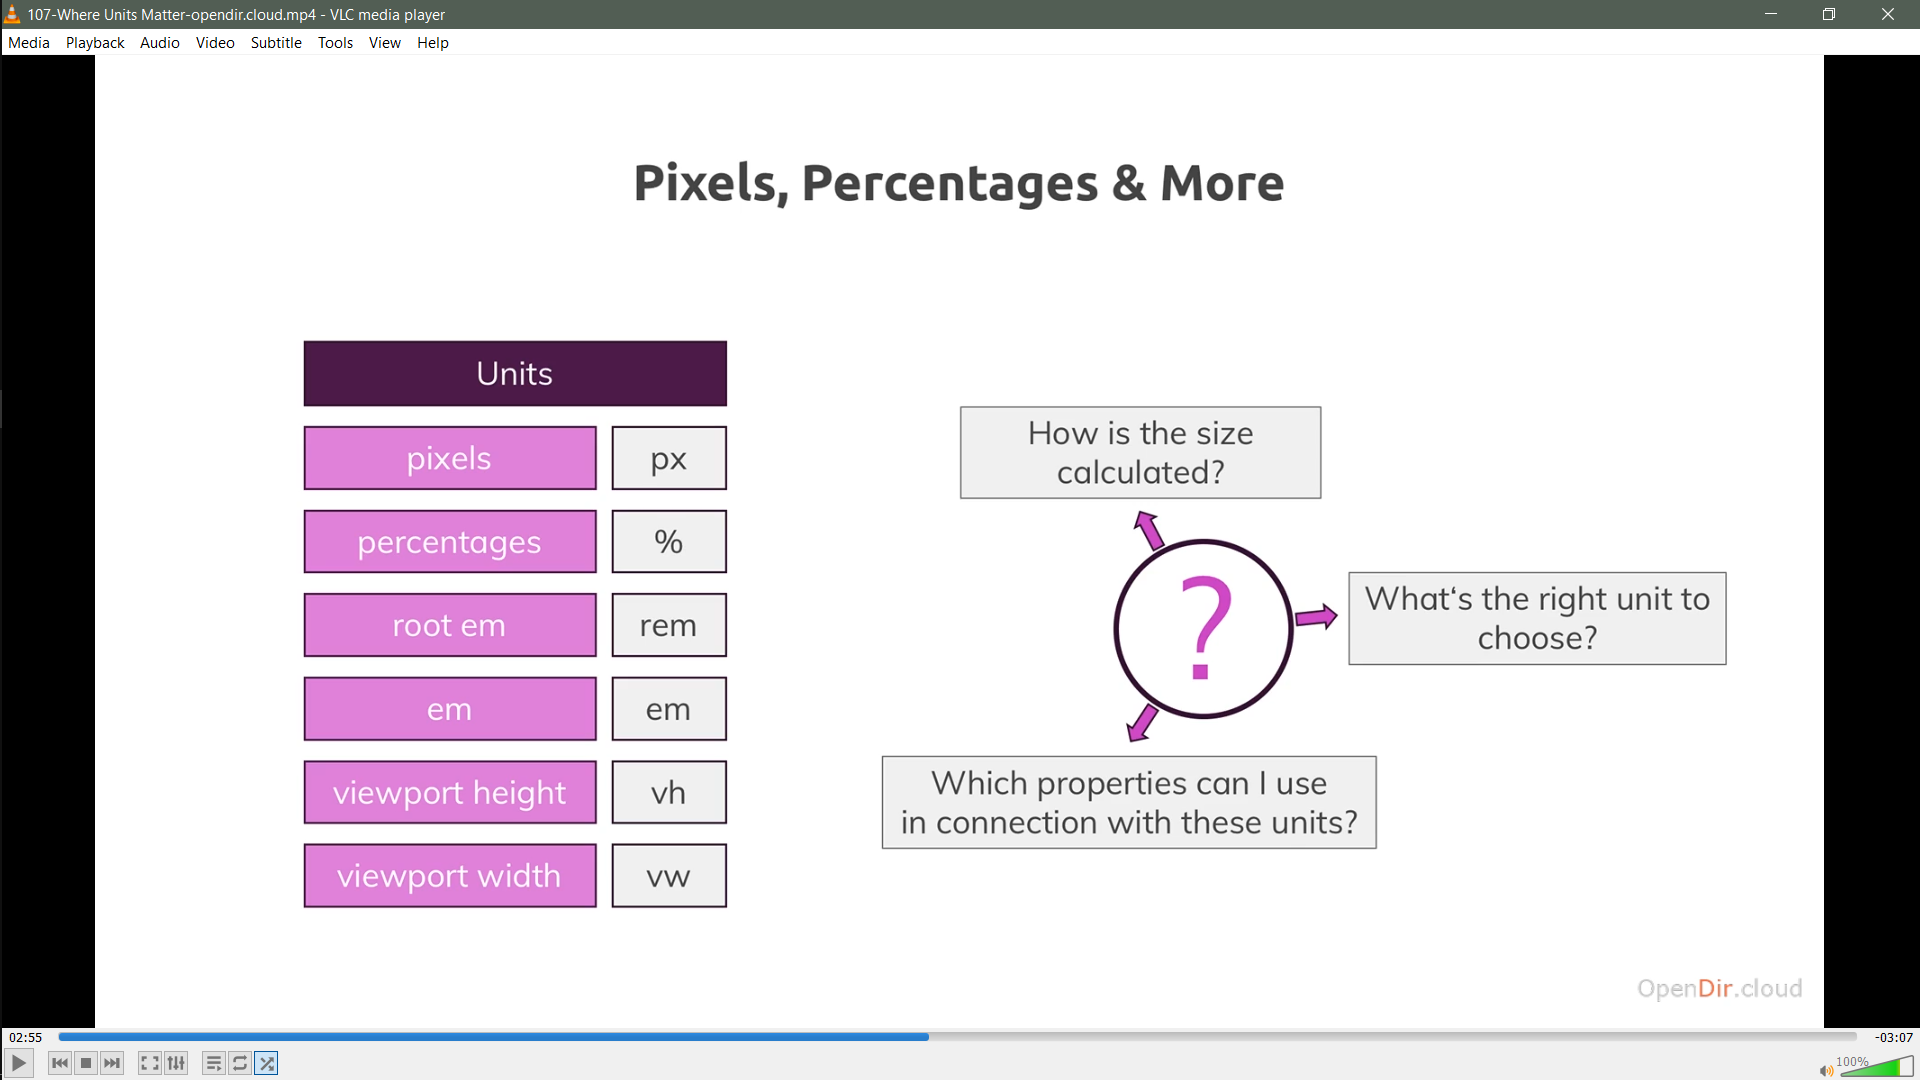 107-Where Units Matter-opendir.cloud.mp4 - VLC media player
Media Playback Audio Video Subtitle Tools View Help
Pixels, Percentages & More
Units
pixels px
percentages %
root em rem
em em
viewport height vh
viewport width vw
How is the size
calculated?
?
What‘s the right unit to
choose?
Which properties can I use
in connection with these units?
OpenDir.cloud
02:55
-03:07
100%